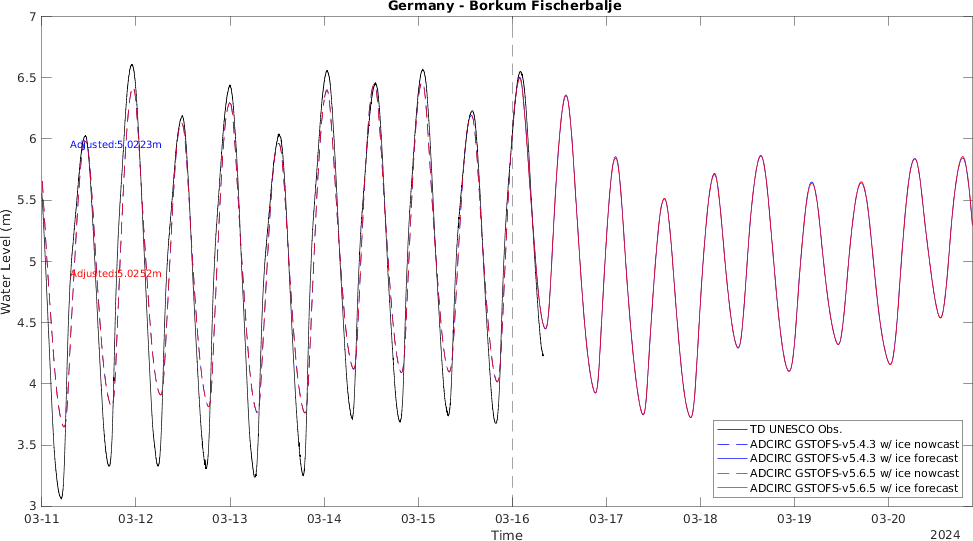 Germany - Borkum Fischerbalje
7
6.5
6
5.5
5
4.5
4
3.5
3
Water Level (m)
Adjusted:5.0223m
Adjusted:5.0252m
TD UNESCO Obs.
ADCIRC GSTOFS-v5.4.3 w/ ice nowcast
ADCIRC GSTOFS-v5.4.3 w/ ice forecast
ADCIRC GSTOFS-v5.6.5 w/ ice nowcast
ADCIRC GSTOFS-v5.6.5 w/ ice forecast
03-11 03-12 03-13 03-14 03-15 03-16 03-17 03-18 03-19 03-20
Time
2024